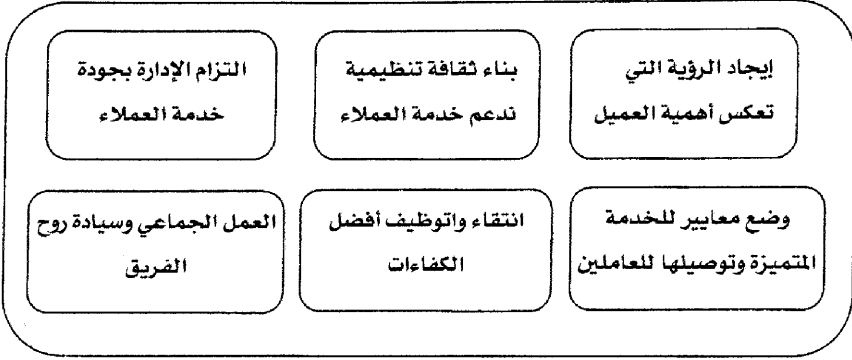 إيجاد الرؤية التي
تعكس أهمية العميل
بناء ثقافة تنظيمية
تدعم خدمة العملاء
التزام الإدارة بجودة
خدمة العملاء
وضع معايير للخدمة
المتميزة وتوصيلها للعاملين
انتقاء واتوظيف أفضل
الكفاءات
العمل الجماعي وسيادة روح
الفريق